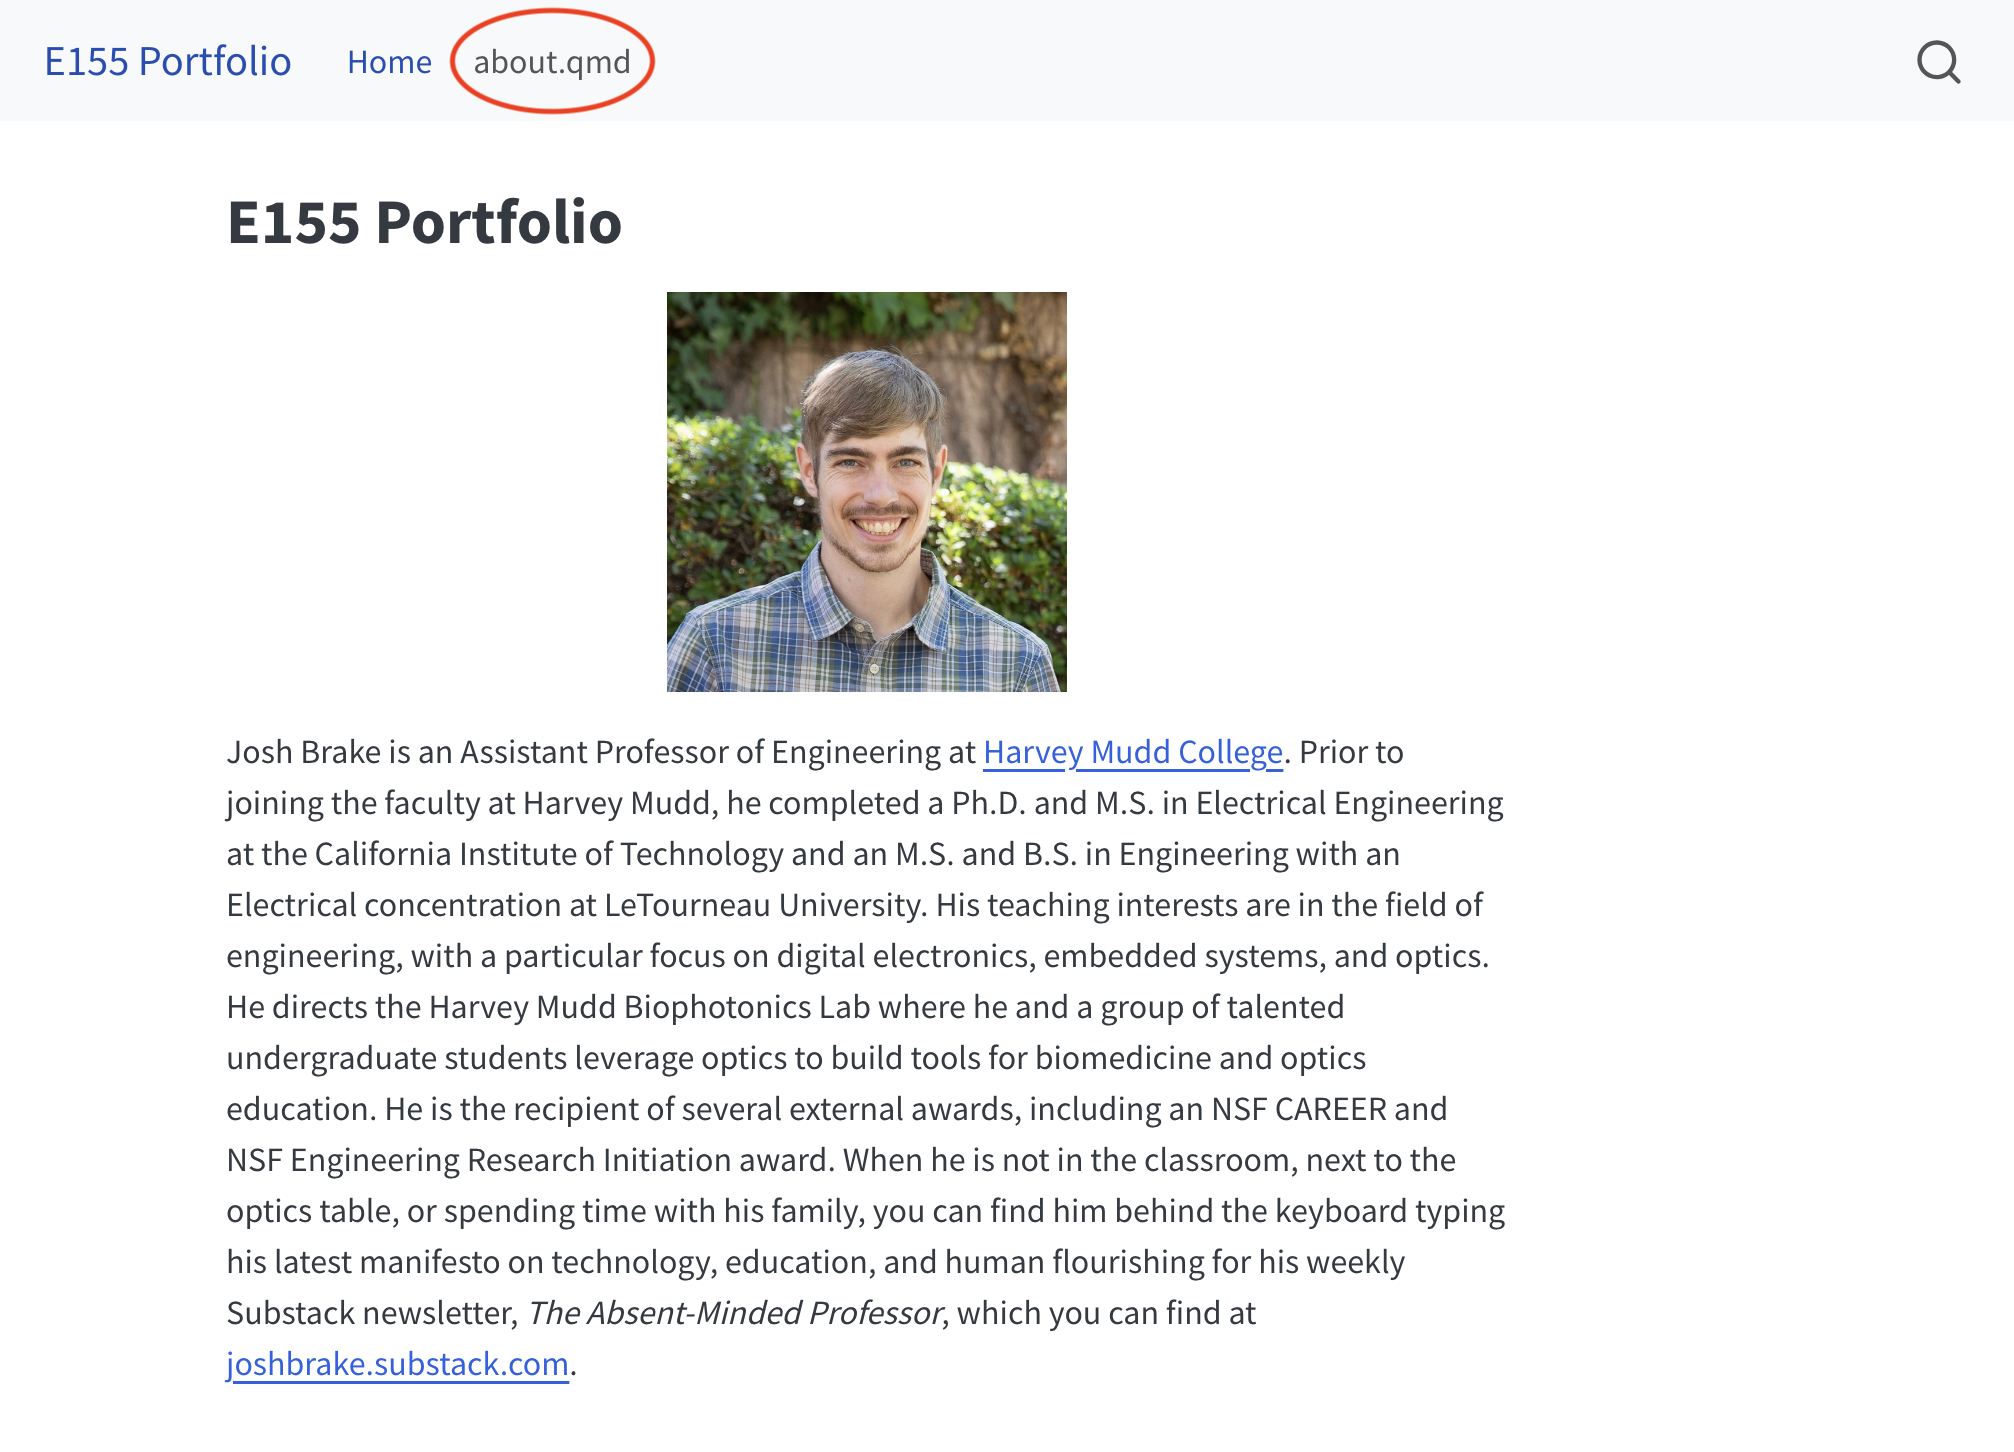 E155 Portfolio Home about.qmd
E155 Portfolio
Josh Brake is an Assistant Professor of Engineering at Harvey Mudd College. Prior to
joining the faculty at Harvey Mudd, he completed a Ph.D. and M.S. in Electrical Engineering
at the California Institute of Technology and an M.S. and B.S. in Engineering with an
Electrical concentration at LeTourneau University. His teaching interests are in the field of
engineering, with a particular focus on digital electronics, embedded systems, and optics.
He directs the Harvey Mudd Biophotonics Lab where he and a group of talented
undergraduate students leverage optics to build tools for biomedicine and optics
education. He is the recipient of several external awards, including an NSF CAREER and
NSF Engineering Research Initiation award. When he is not in the classroom, next to the
optics table, or spending time with his family, you can find him behind the keyboard typing
his latest manifesto on technology, education, and human flourishing for his weekly
Substack newsletter, The Absent-Minded Professor, which you can find at
joshbrake.substack.com.